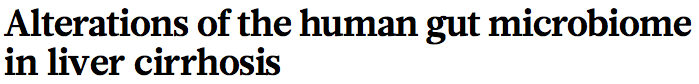 Alterations of the human gut microbiome
in liver cirrhosis